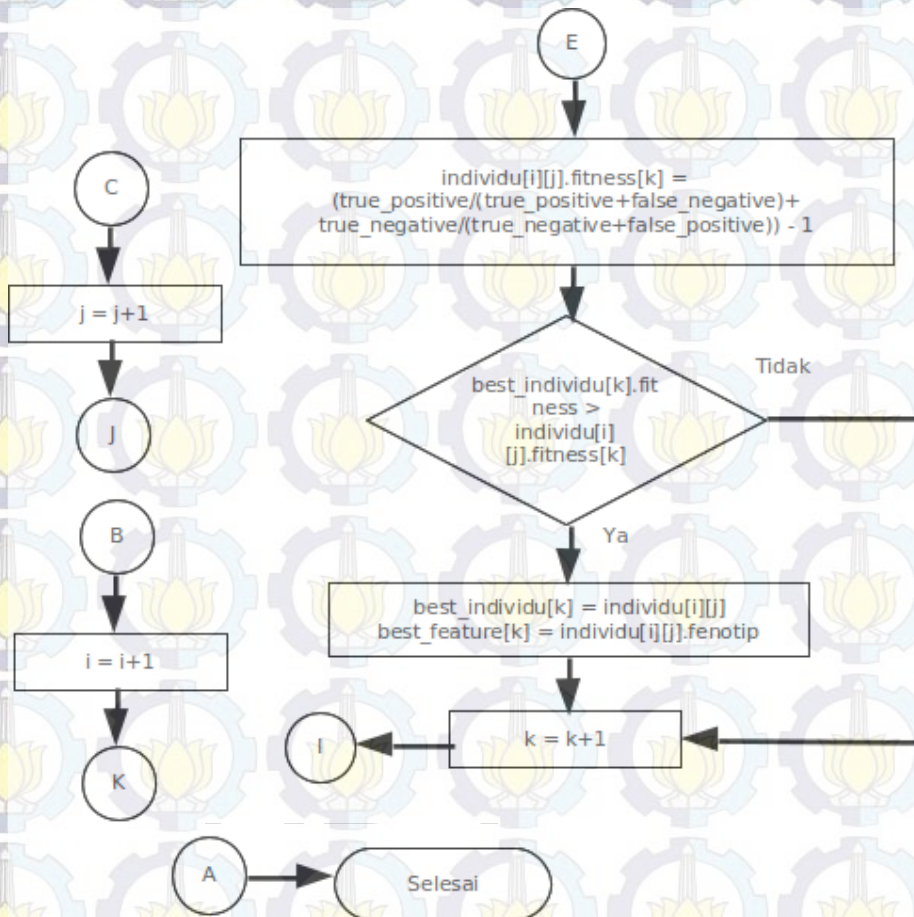 E
individu[i][j].fitness[k] =
(true_positive/(true_positive+false_negative)+
true_negative/(true_negative+false_positive)) - 1
C
j = j+1
J
best_individu[k].fit
ness >
individu[i]
[j].fitness[k]
Tidak
Ya
B
i = i+1
K
best_individu[k] = individu[i][j]
best_feature[k] = individu[i][j].fenotip
k = k+1
I
A
Selesai